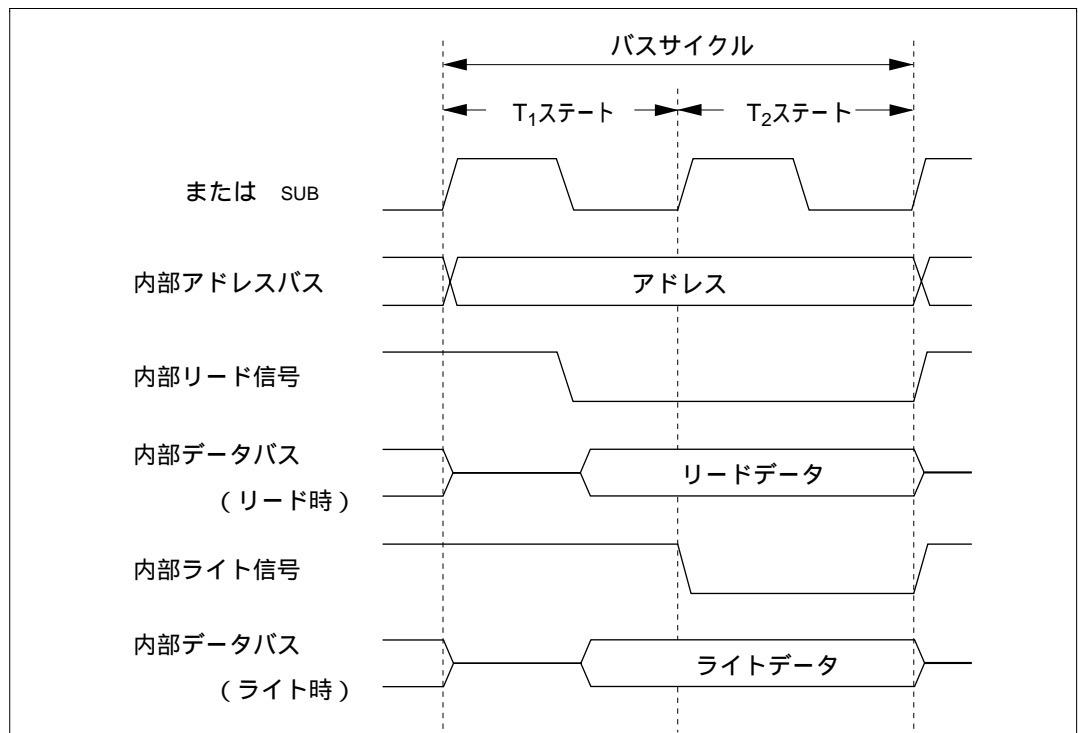 バスサイクル
T₁ステート
T₂ステート
または SUB
内部アドレスバス
アドレス
内部リード信号
内部データバス
(リード時)
リードデータ
内部ライト信号
内部データバス
(ライト時)
ライトデータ